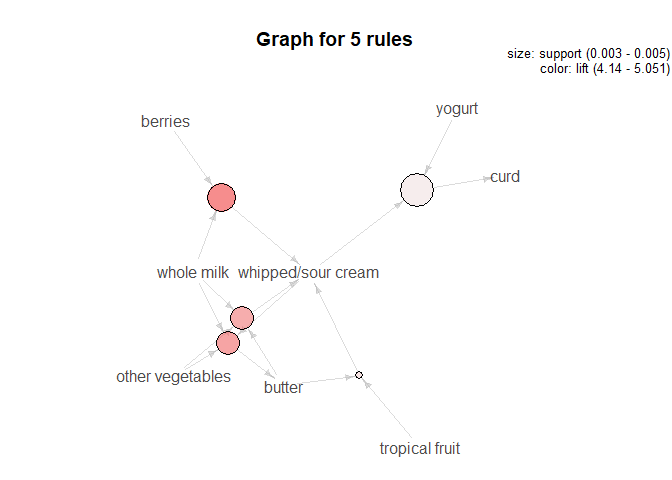 Graph for 5 rules
size: support (0.003 - 0.005)
color: lift (4.14 - 5.051)
yogurt
berries
curd
whole milk
whipped/sour cream
other vegetables
butter
tropical fruit